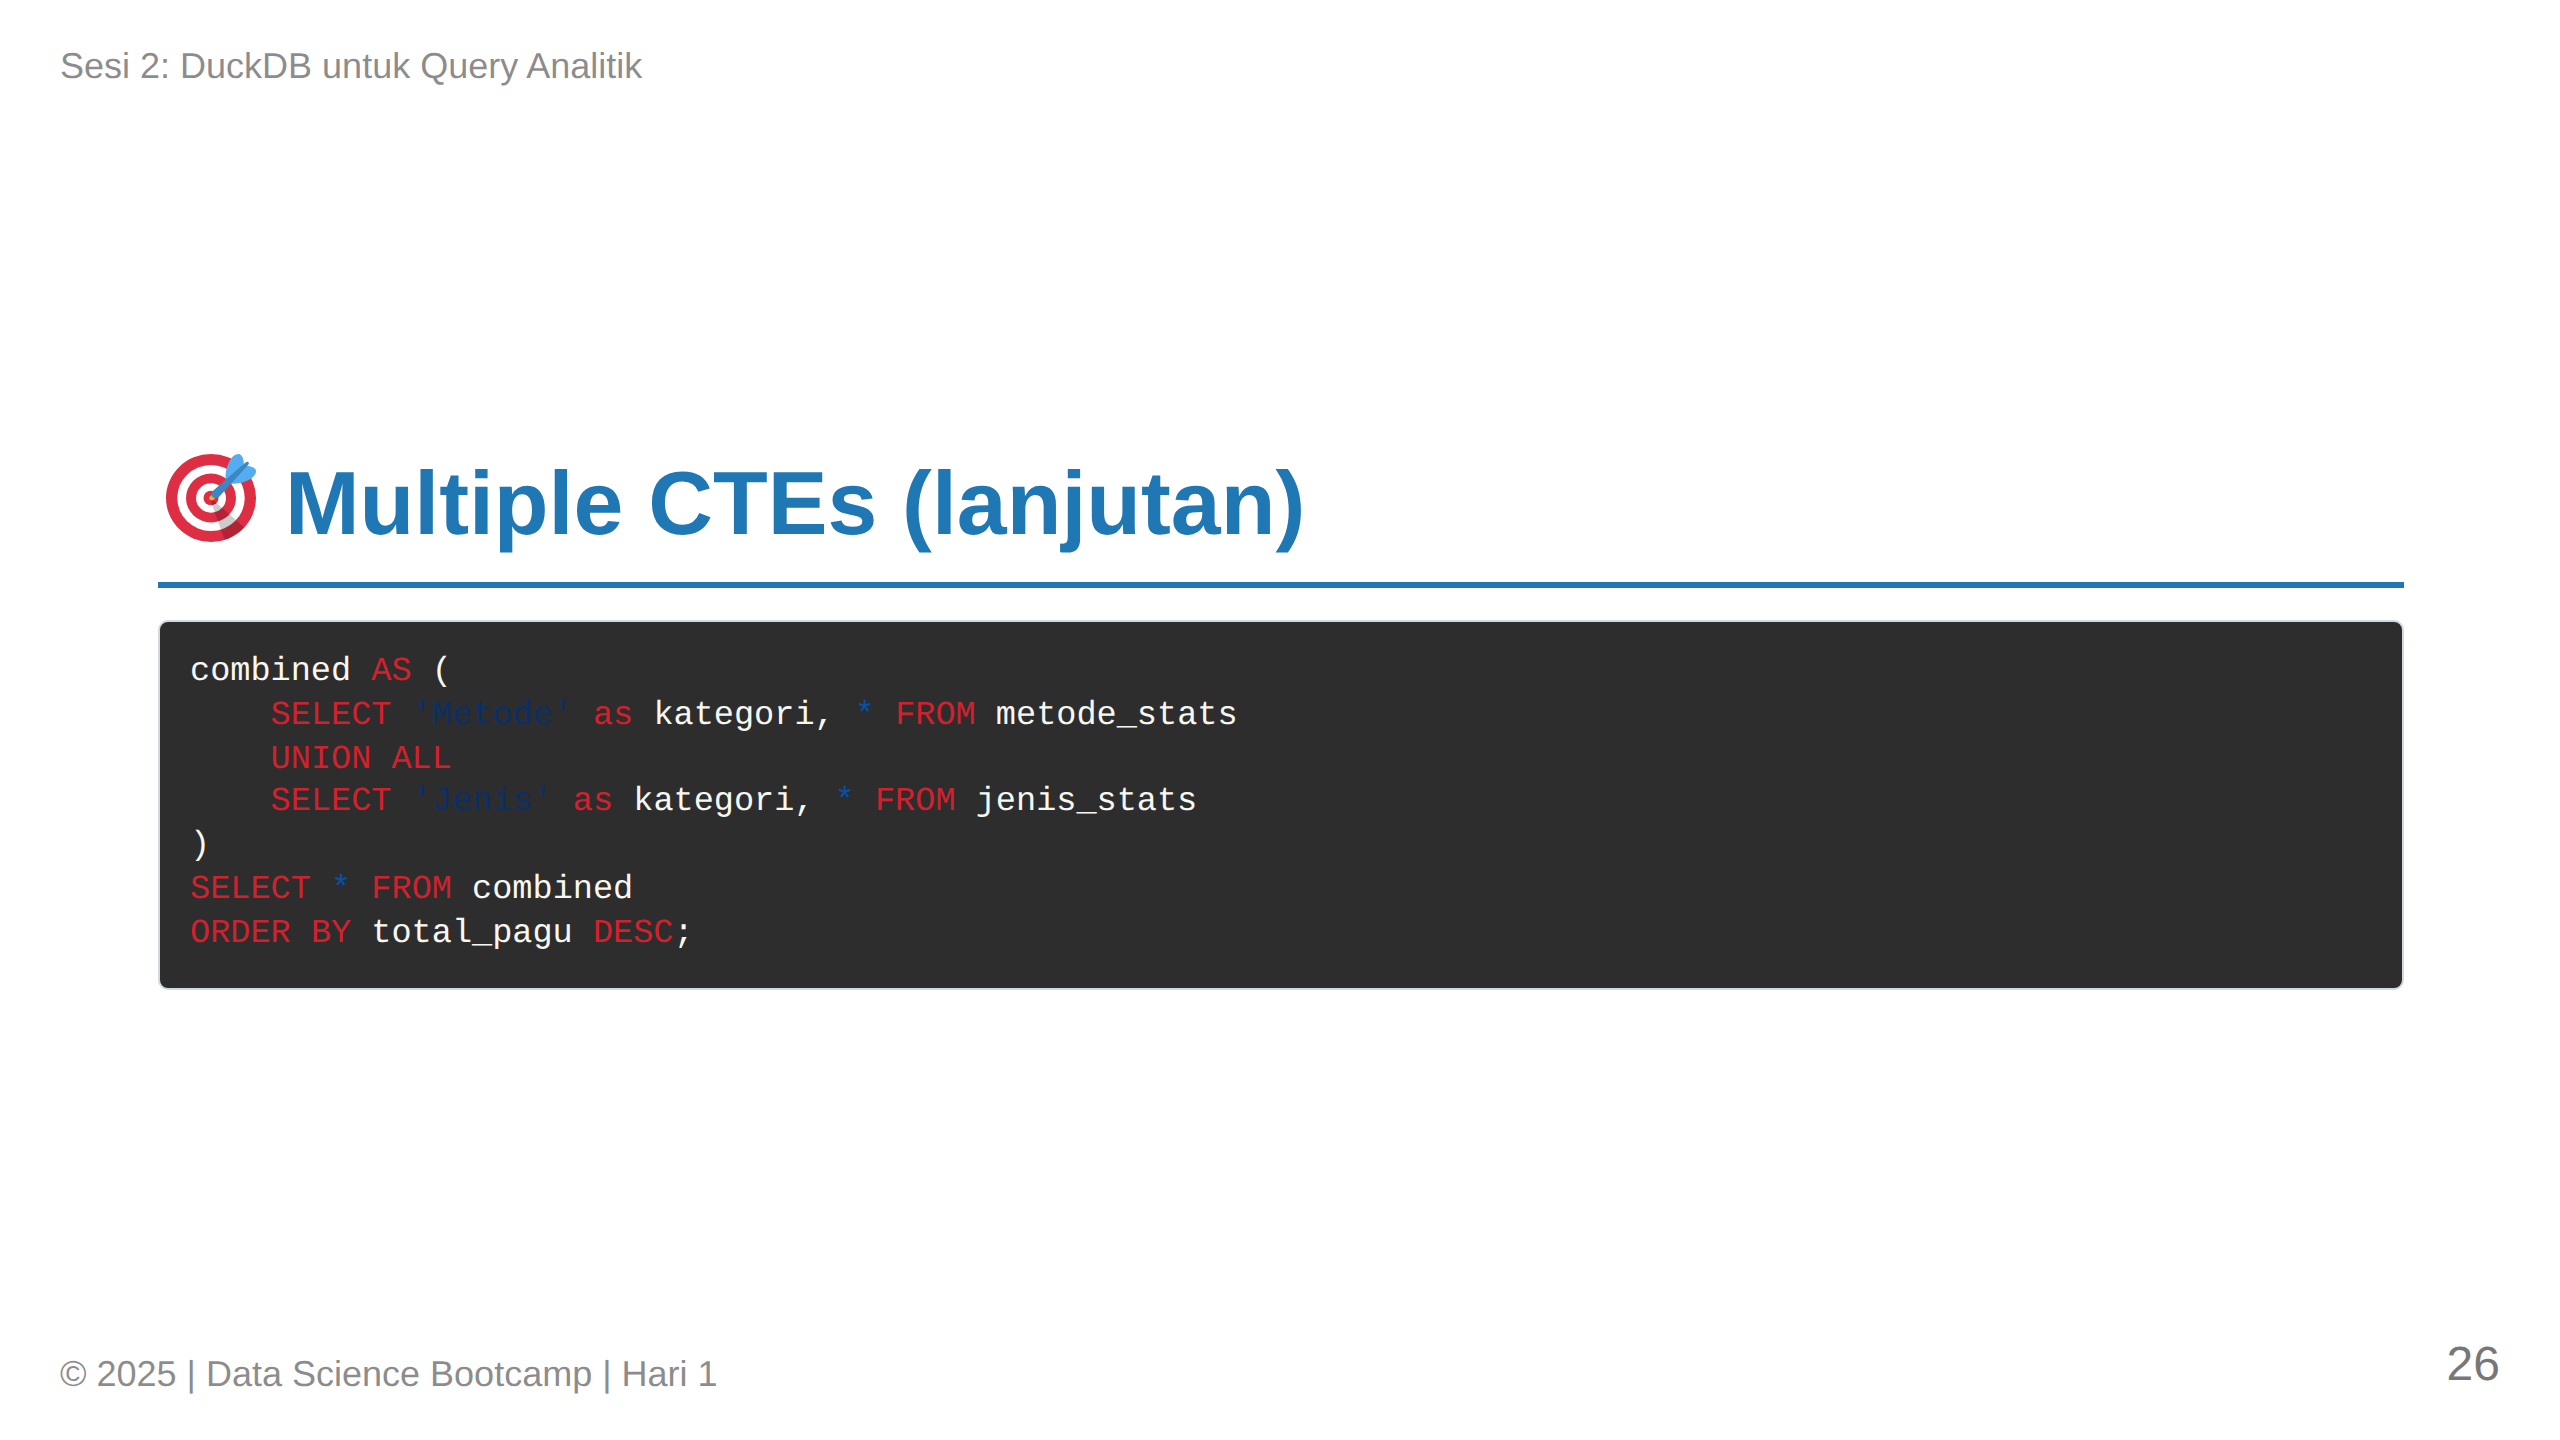 Sesi 2: DuckDB untuk Query Analitik
Multiple CTEs (lanjutan)
combined AS (
    SELECT 'Metode' as kategori, * FROM metode_stats
    UNION ALL
    SELECT 'Jenis' as kategori, * FROM jenis_stats
)
SELECT * FROM combined
ORDER BY total_pagu DESC;
© 2025 | Data Science Bootcamp | Hari 1
26